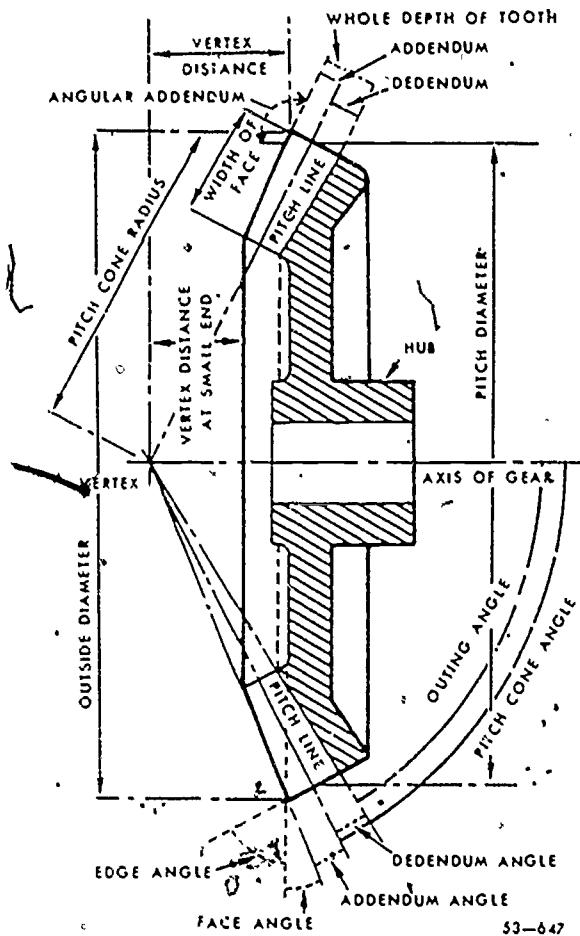 WHOLE DEPTH OF TOOTH
VERTEX
DISTANCE
ADDENDUM
DEDENDUM
ANGULAR ADDENDUM
WIDTH OF
FACE
PITCH LINE
PITCH CONE RADIUS
VERTEX DISTANCE
AT SMALL END
PITCH DIAMETER
HUB
VERTEX
AXIS OF GEAR
OUTSIDE DIAMETER
PITCH LINE
OUTING ANGLE
PITCH CONE ANGLE
EDGE ANGLE
DEDENDUM ANGLE
ADDENDUM ANGLE
FACE ANGLE
53-647